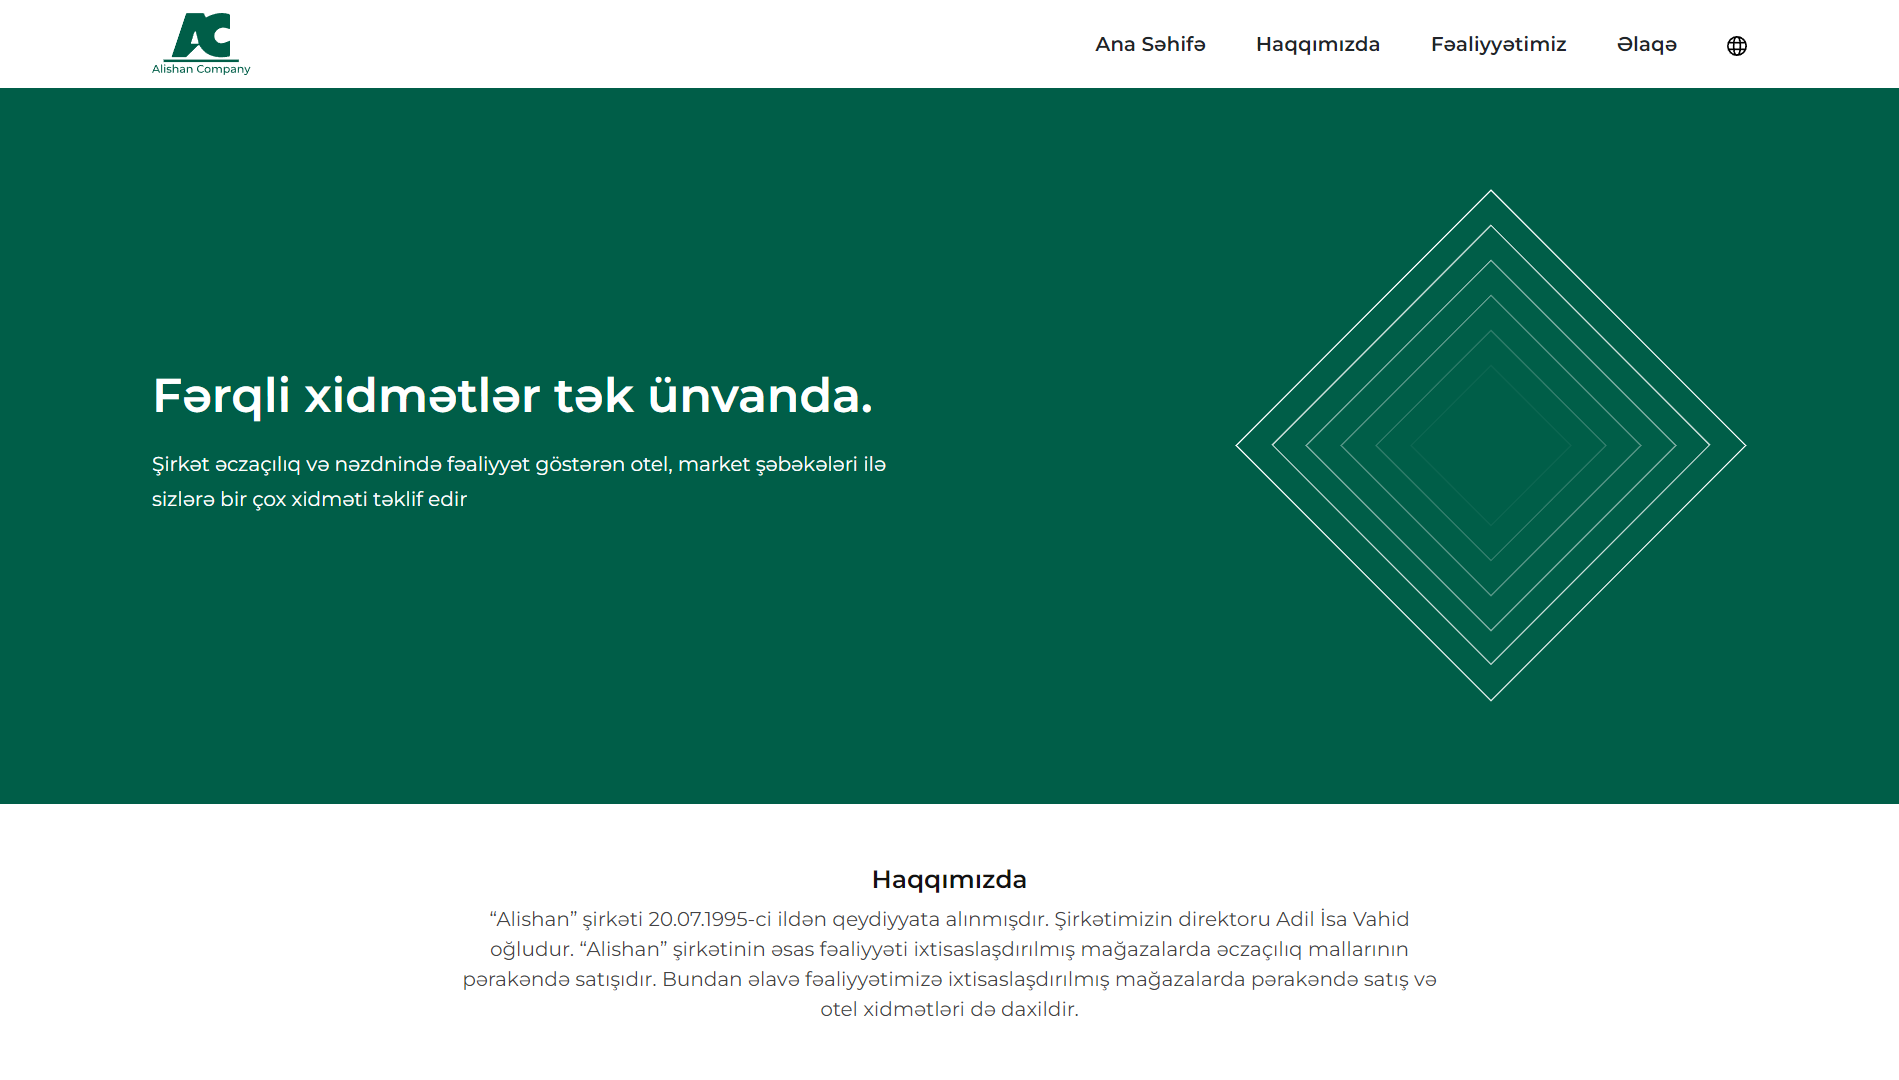 AC
Alishan Company
Ana Səhifə
Haqqımızda
Fəaliyyətimiz
Əlaqə
Fərqli xidmətlər tək ünvanda.
Şirkət əczaçılıq və nəzdnində fəaliyyət göstərən otel, market şəbəkələri ilə
sizlərə bir çox xidməti təklif edir
Haqqımızda
“Alishan” şirkəti 20.07.1995-ci ildən qeydiyyata alınmışdır. Şirkətimizin direktoru Adil İsa Vahid
oğludur. “Alishan” şirkətinin əsas fəaliyyəti ixtisaslaşdırılmış mağazalarda əczaçılıq mallarının
pərakəndə satışıdır. Bundan əlavə fəaliyyətimizə ixtisaslaşdırılmış mağazalarda pərakəndə satış və
otel xidmətləri də daxildir.